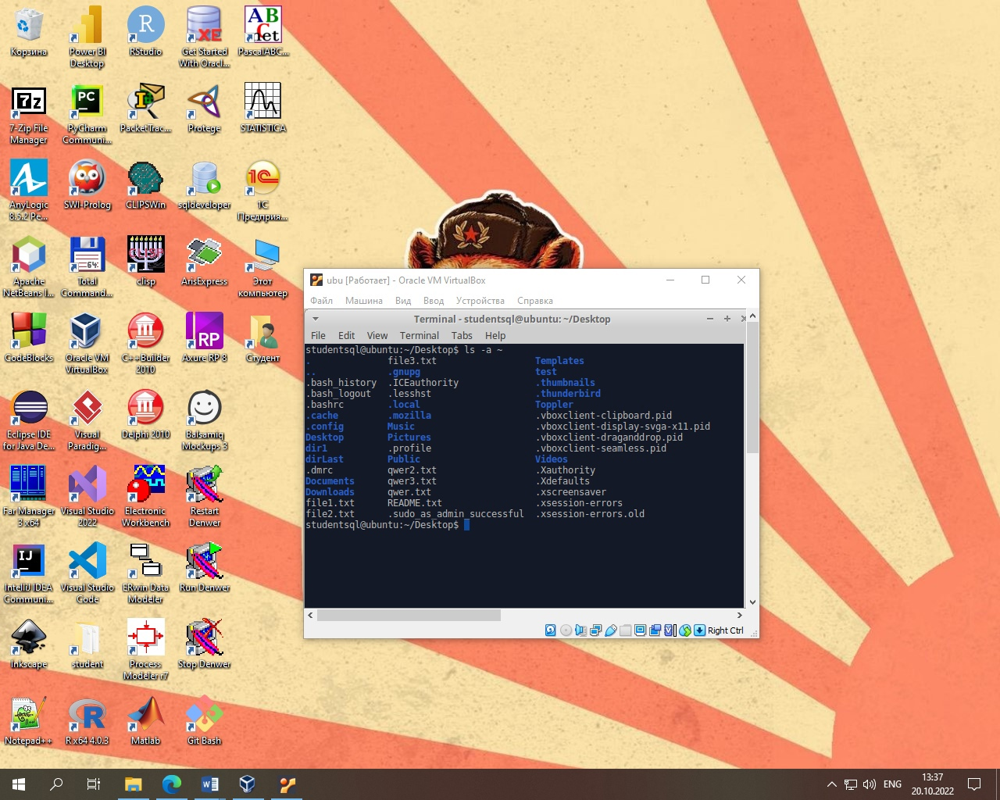 Корзина
Power BI
Desktop
RStudio
Get Started
With Oracl...
PascalABC...
7-Zip File
Manager
PyCharm
Communi...
PacketTrac...
Protege
STATISTICA
AnyLogic
8.5.2 Pe...
SWI-Prolog
CLIPSWin
sqldeveloper
1С
Предприя...
Apache
NetBeans I...
Total
Command...
clisp
ArisExpress
Этот
компьютер
CodeBlocks
Oracle VM
VirtualBox
C++Builder
2010
Axure RP 8
Студент
Eclipse IDE
for Java De...
Visual
Paradig...
Delphi 2010
Balsamiq
Mockups 3
Far Manager
3 x64
Visual Studio
2022
Electronic
Workbench
Restart
Denwer
IntelliJ IDEA
Communi...
Visual Studio
Code
ERwin Data
Modeler
Run Denwer
Inkscape
student
Process
Modeler r7
Stop Denwer
Notepad++
R x64 4.0.3
Matlab
Git Bash
ubu [Работает] - Oracle VM VirtualBox
Файл Машина Вид Ввод Устройства Справка
Terminal - studentsql@ubuntu: ~/Desktop
File Edit View Terminal Tabs Help
studentsql@ubuntu:~/Desktop$ ls -a ~
. file3.txt Templates
.. .gnupg test
.bash_history .ICEauthority .thumbnails
.bash_logout .lesshst .thunderbird
.bashrc .local Toppler
.cache .mozilla .vboxclient-clipboard.pid
.config Music .vboxclient-display-svga-x11.pid
Desktop Pictures .vboxclient-draganddrop.pid
dir1 .profile .vboxclient-seamless.pid
dirLast Public Videos
.dmrc qwer2.txt .Xauthority
Documents qwer3.txt .Xdefaults
Downloads qwer.txt .xscreensaver
file1.txt README.txt .xsession-errors
file2.txt .sudo_as_admin_successful .xsession-errors.old
studentsql@ubuntu:~/Desktop$
Right Ctrl
ENG
13:37
20.10.2022